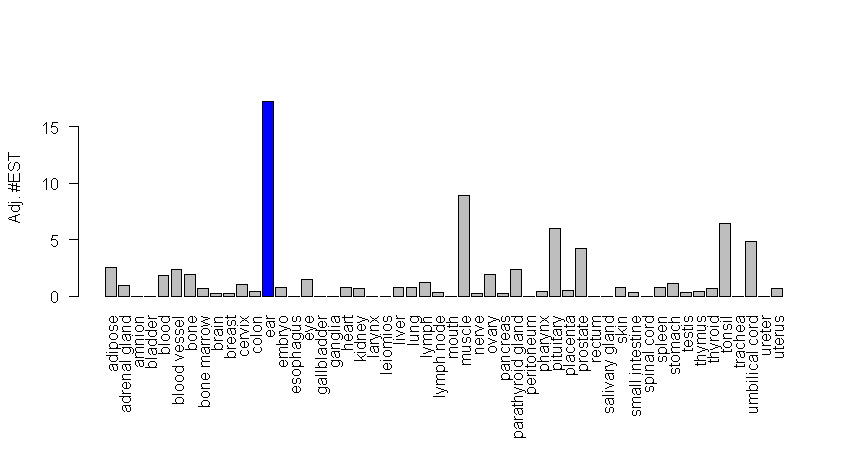 Adj. #EST
15
10
5
0
adipose
adrenal gland
amnion
bladder
blood
blood vessel
bone
bone marrow
brain
breast
cervix
colon
ear
embryo
esophagus
eye
gallbladder
ganglia
heart
kidney
larynx
leiomios
liver
lung
lymph
lymph node
mouth
muscle
nerve
ovary
pancreas
parathyroid gland
peritoneum
pharynx
pituitary
placenta
prostate
rectum
salivary gland
skin
small intestine
spinal cord
spleen
stomach
testis
thymus
thyroid
tonsil
trachea
umbilical cord
ureter
uterus